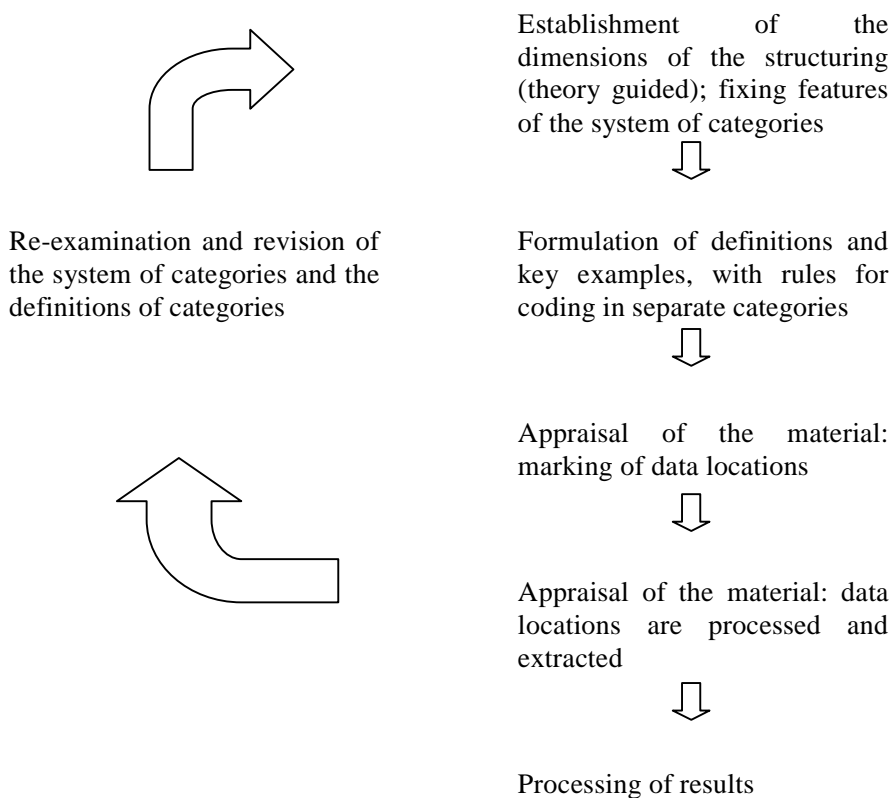 Establishment of the
dimensions of the structuring
(theory guided); fixing features
of the system of categories
Re-examination and revision of
the system of categories and the
definitions of categories
Formulation of definitions and
key examples, with rules for
coding in separate categories
Appraisal of the material:
marking of data locations
Appraisal of the material: data
locations are processed and
extracted
Processing of results